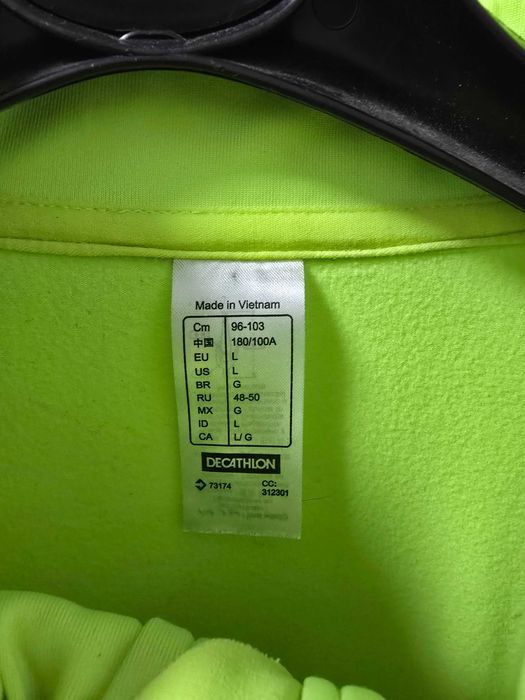 Made in Vietnam
Cm 96-103
中国 180/100A
EU L
US L
BR G
RU 48-50
MX G
ID L
CA L/ G
DECATHLON
73174 CC:
312301